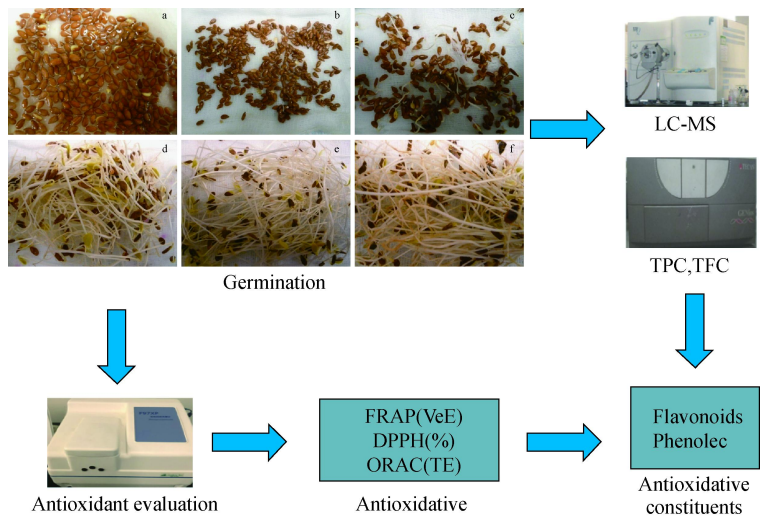 a
b
c
d
e
f
Germination
LC-MS
TPC,TFC
Antioxidant evaluation
FRAP(VeE)
DPPH(%)
ORAC(TE)
Antioxidative
Flavonoids
Phenolec
Antioxidative
constituents